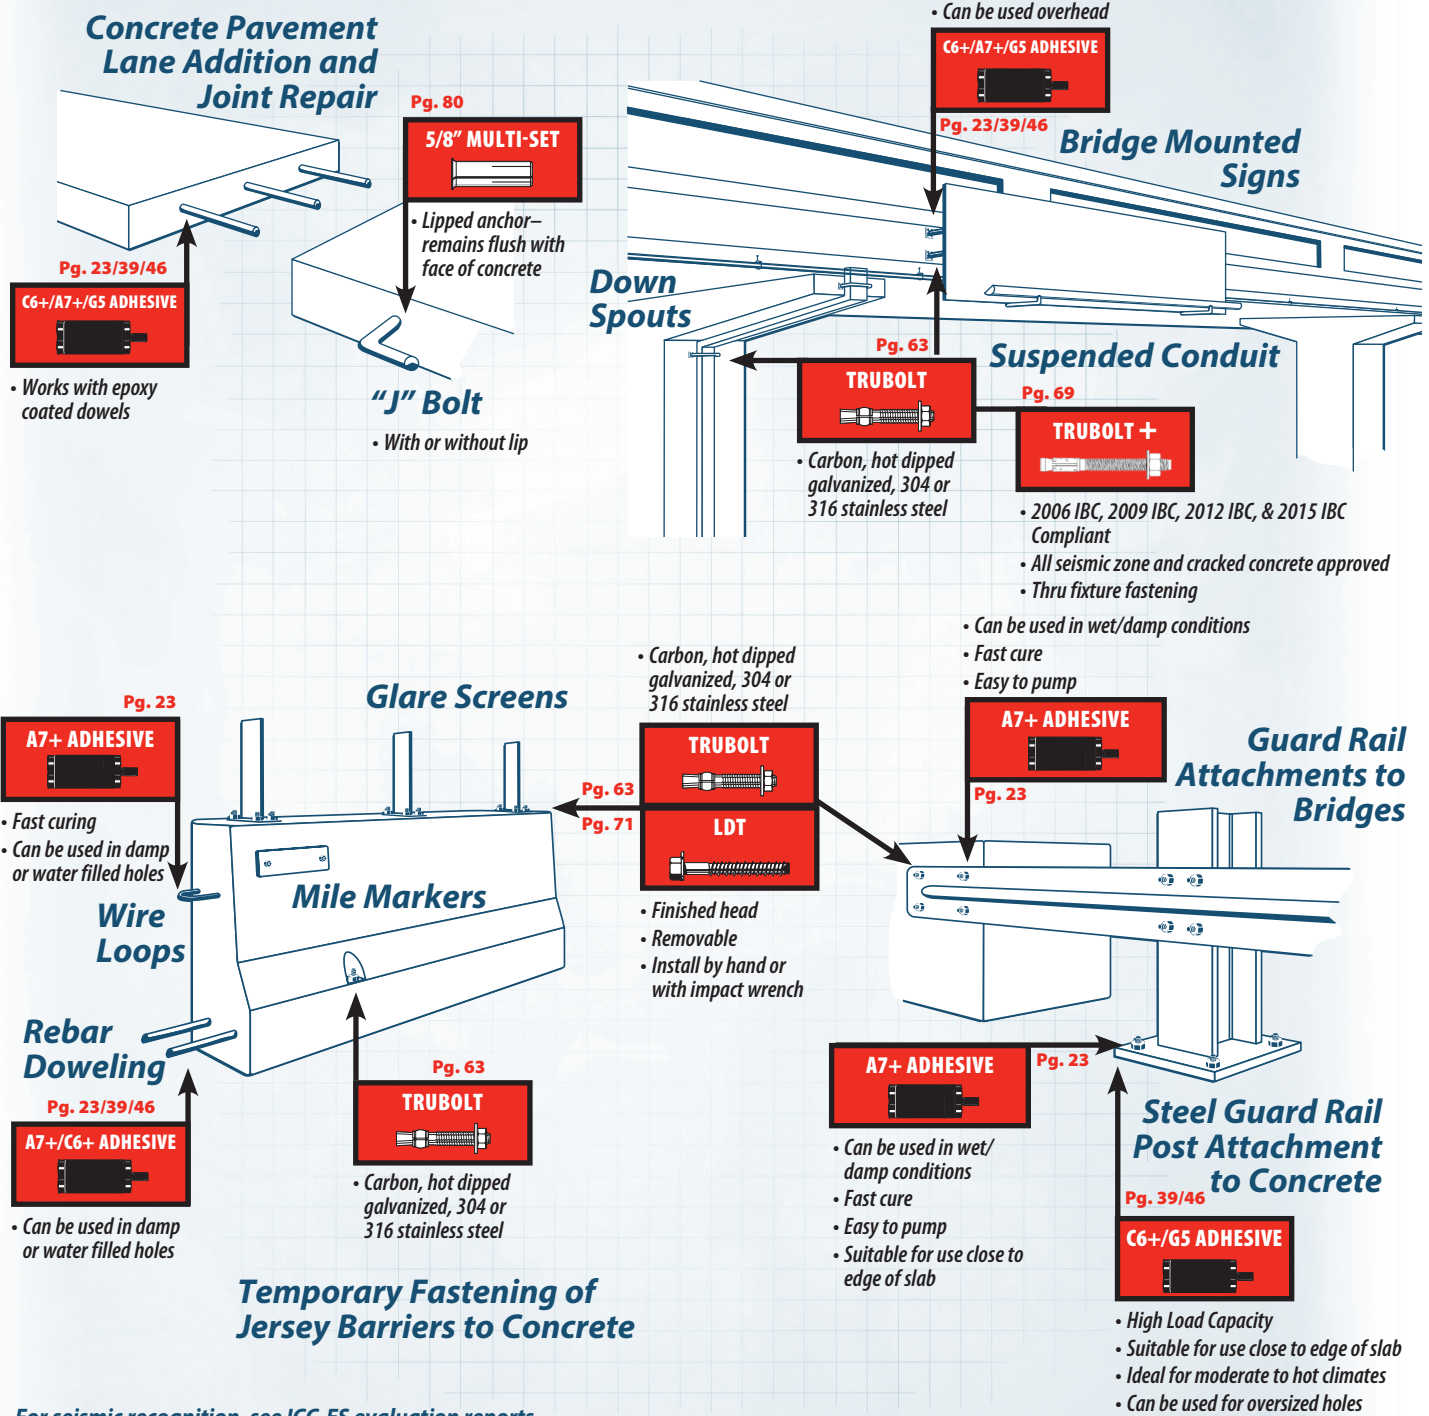 Concrete Pavement
Lane Addition and
Joint Repair
Pg. 80
5/8" MULTI-SET
• Lipped anchor–
remains flush with
face of concrete
Pg. 23/39/46
C6+/A7+/G5 ADHESIVE
• Works with epoxy
coated dowels
"J" Bolt
• With or without lip
• Can be used overhead
C6+/A7+/G5 ADHESIVE
Pg. 23/39/46
Bridge Mounted
Signs
Down
Spouts
Pg. 63
TRUBOLT
• Carbon, hot dipped
galvanized, 304 or
316 stainless steel
Suspended Conduit
Pg. 69
TRUBOLT +
• 2006 IBC, 2009 IBC, 2012 IBC, & 2015 IBC
Compliant
• All seismic zone and cracked concrete approved
• Thru fixture fastening
Pg. 23
A7+ ADHESIVE
• Fast curing
• Can be used in damp
or water filled holes
Glare Screens
Mile Markers
Wire
Loops
Rebar
Doweling
Pg. 23/39/46
A7+/C6+ ADHESIVE
• Can be used in damp
or water filled holes
Pg. 63
TRUBOLT
• Carbon, hot dipped
galvanized, 304 or
316 stainless steel
Temporary Fastening of
Jersey Barriers to Concrete
• Carbon, hot dipped
galvanized, 304 or
316 stainless steel
TRUBOLT
Pg. 63
Pg. 71
LDT
• Finished head
• Removable
• Install by hand or
with impact wrench
• Can be used in wet/damp conditions
• Fast cure
• Easy to pump
A7+ ADHESIVE
Pg. 23
Guard Rail
Attachments to
Bridges
A7+ ADHESIVE
Pg. 23
• Can be used in wet/
damp conditions
• Fast cure
• Easy to pump
• Suitable for use close to
edge of slab
Steel Guard Rail
Post Attachment
to Concrete
Pg. 39/46
C6+/G5 ADHESIVE
• High Load Capacity
• Suitable for use close to edge of slab
• Ideal for moderate to hot climates
• Can be used for oversized holes
For seismic recognition, see ICC-ES evaluation reports